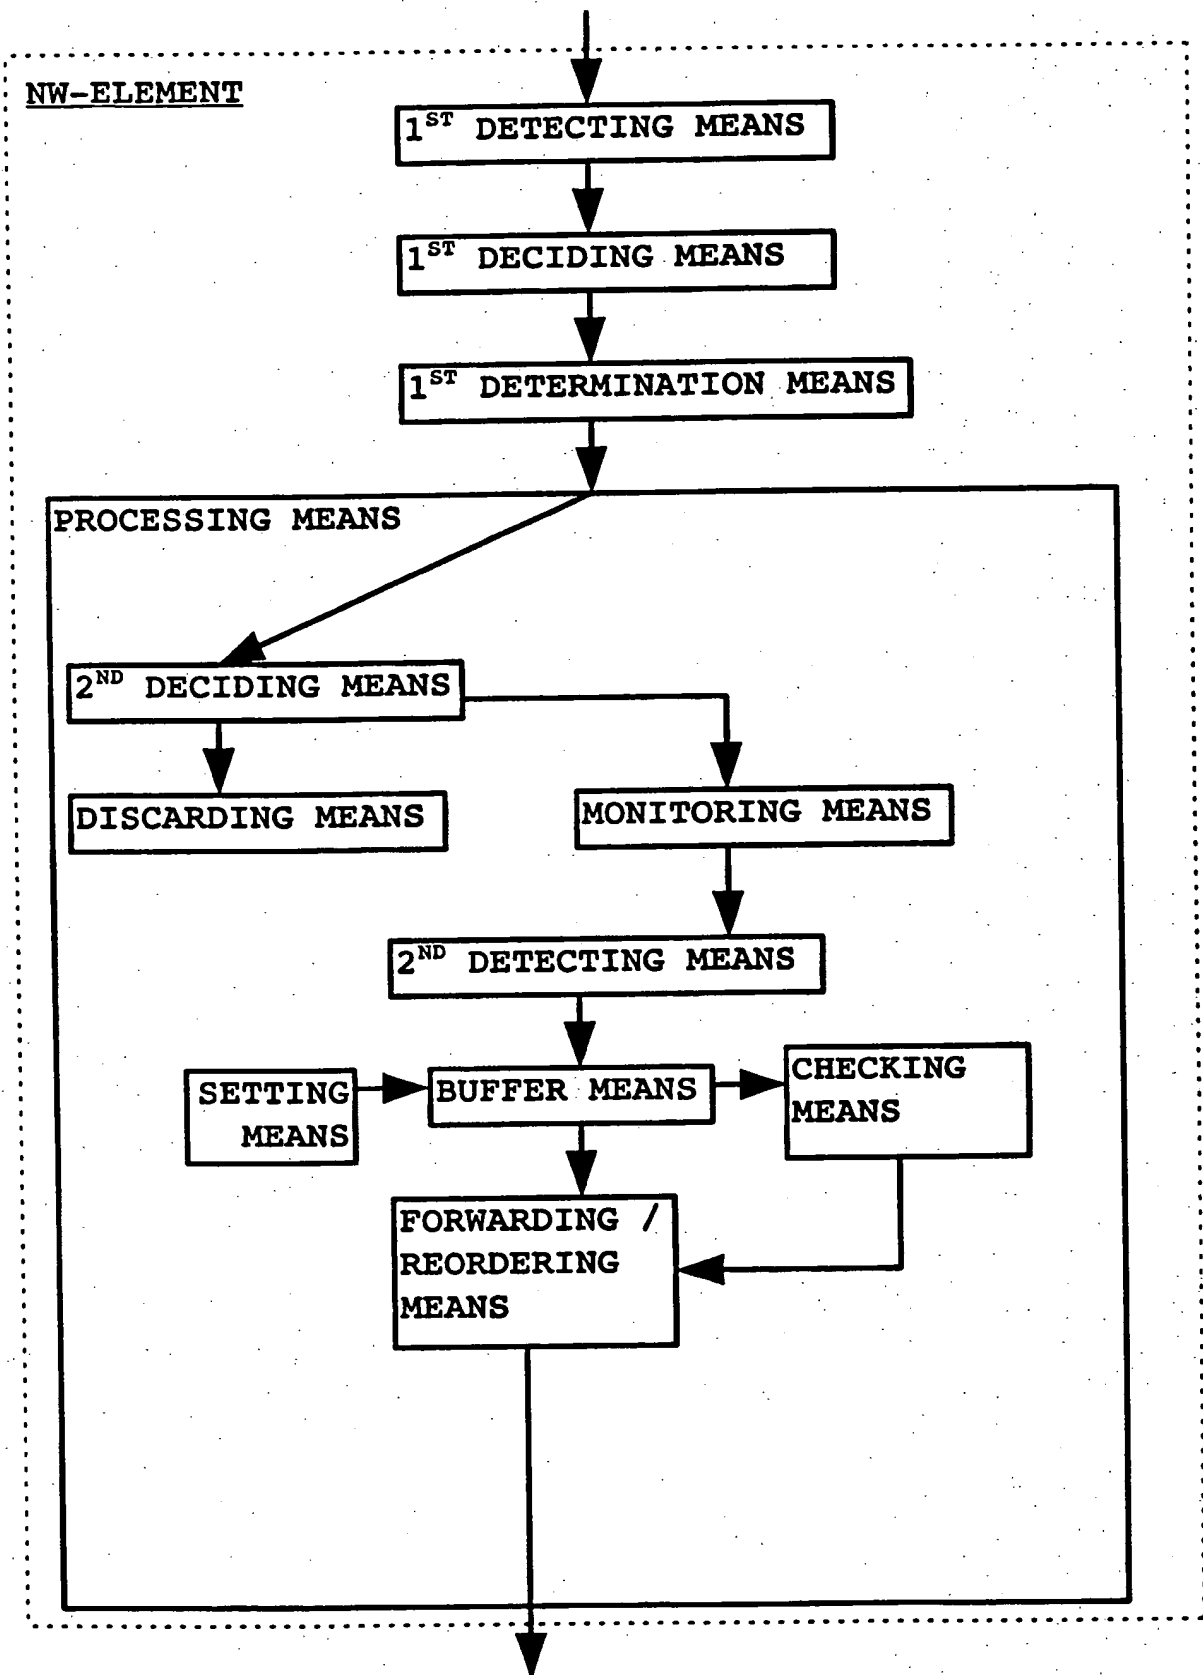 NW-ELEMENT
1ST DETECTING MEANS
1ST DECIDING MEANS
1ST DETERMINATION MEANS
PROCESSING MEANS
2ND DECIDING MEANS
DISCARDING MEANS
MONITORING MEANS
2ND DETECTING MEANS
SETTING
MEANS
BUFFER MEANS
CHECKING
MEANS
FORWARDING /
REORDERING
MEANS